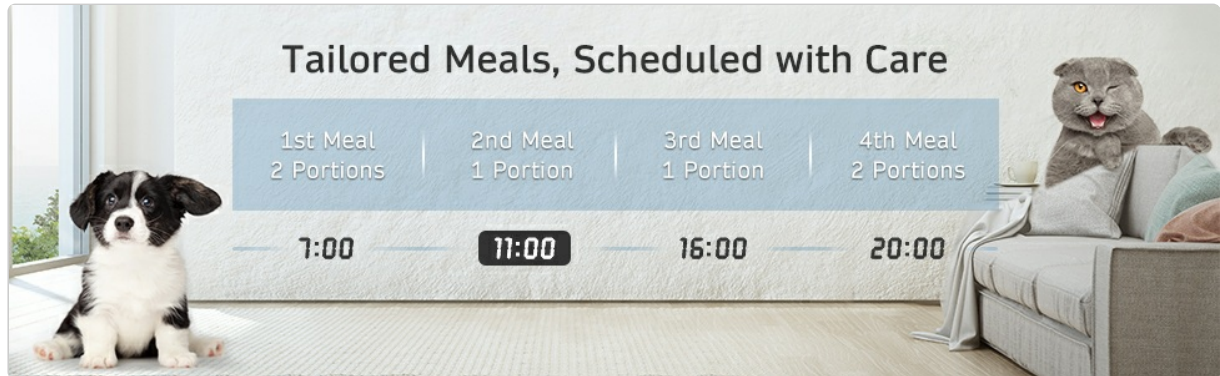 Tailored Meals, Scheduled with Care
1st Meal
2 Portions
2nd Meal
1 Portion
3rd Meal
1 Portion
4th Meal
2 Portions
7:00
11:00
16:00
20:00